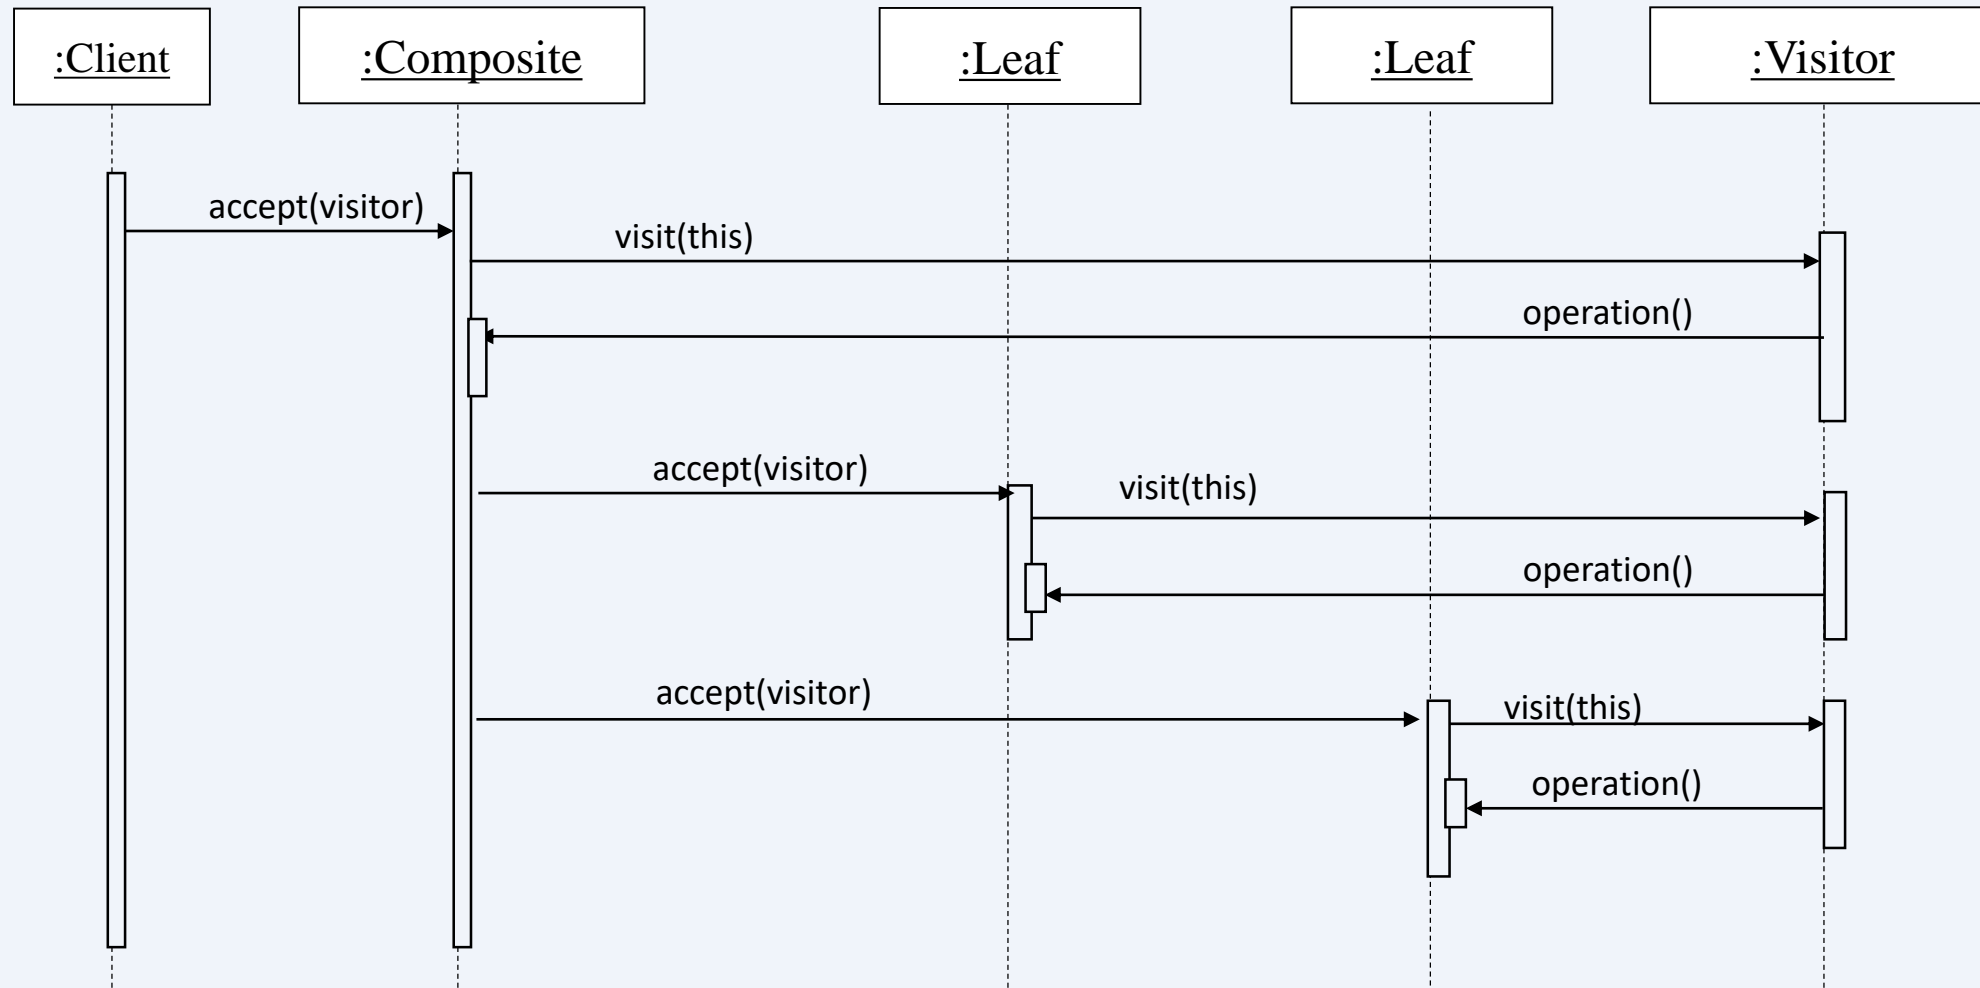 :Client
:Composite
:Leaf
:Leaf
:Visitor
accept(visitor)
visit(this)
operation()
accept(visitor)
visit(this)
operation()
accept(visitor)
visit(this)
operation()